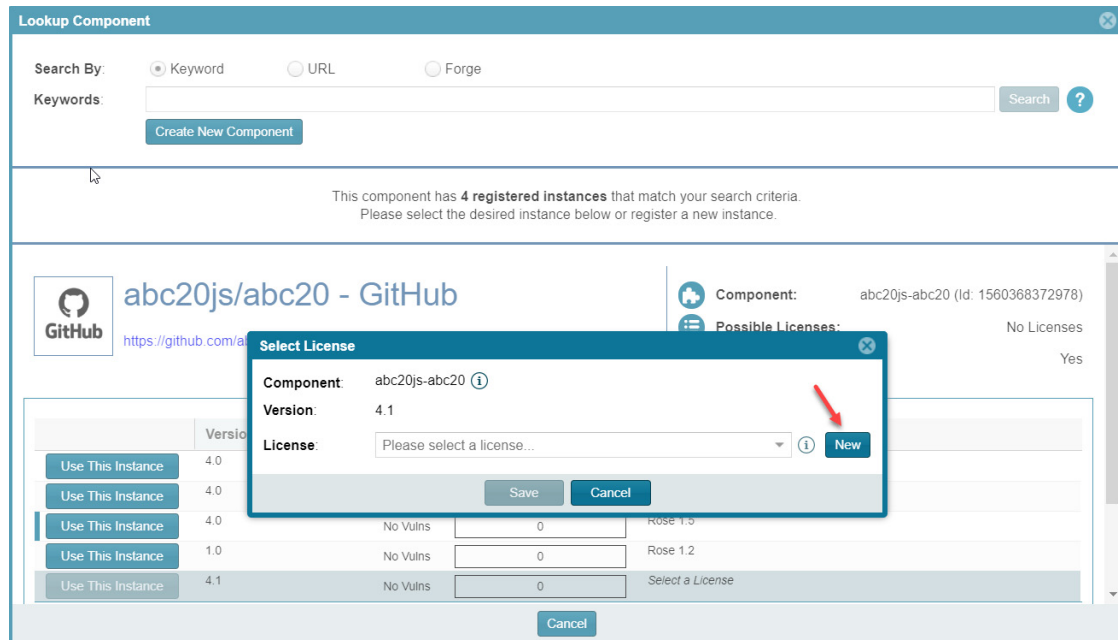 Lookup Component
Search By:
Keyword
URL
Forge
Keywords:
Search
?
Create New Component
This component has 4 registered instances that match your search criteria.
Please select the desired instance below or register a new instance.
GitHub
abc20js/abc20 - GitHub
https://github.com/ab
Component: abc20js-abc20 (Id: 1560368372978)
Possible Licenses: No Licenses
Yes
Select License
Component: abc20js-abc20
Version: 4.1
License: Please select a license... New
Save Cancel
Versio
Use This Instance 4.0
Use This Instance 4.0
Use This Instance 4.0 No Vulns 0 Rose 1.5
Use This Instance 1.0 No Vulns 0 Rose 1.2
Use This Instance 4.1 No Vulns 0 Select a License
Cancel